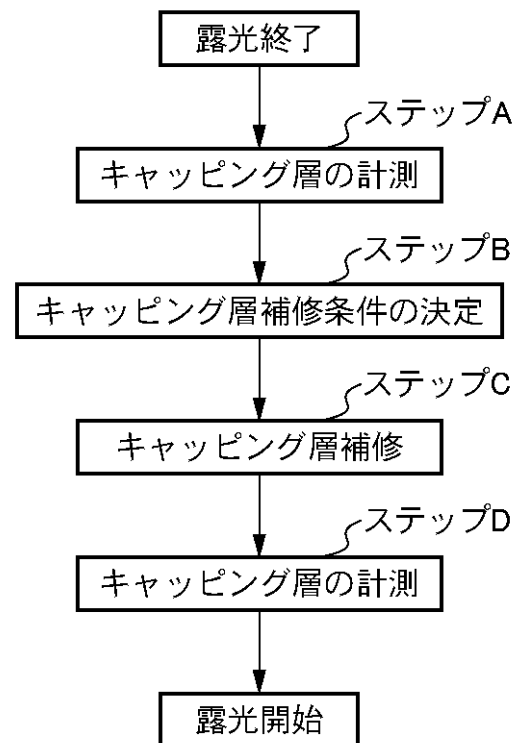 露光終了
ステップA
キャッピング層の計測
ステップB
キャッピング層補修条件の決定
ステップC
キャッピング層補修
ステップD
キャッピング層の計測
露光開始